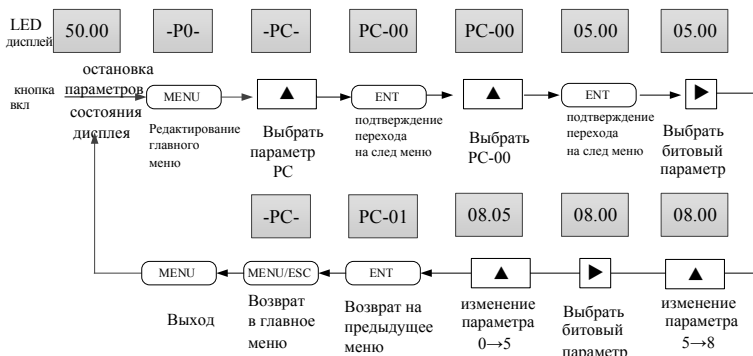 LED
дисплей
50.00 -P0- -PC- PC-00 PC-00 05.00 05.00
кнопка
вкл
остановка
параметров
состояния
дисплея
MENU ▲ ENT ▲ ENT ▶
Редактирование
главного
меню
Выбрать
параметр
PC
подтверждение
перехода
на след меню
Выбрать
PC-00
подтверждение
перехода
на след меню
Выбрать
битовый
параметр
-PC- PC-01 08.05 08.00 08.00
MENU MENU/ESC ENT ▲ ▶ ▲
Выход
Возврат
в главное
меню
Возврат на
предыдущее
меню
изменение
параметра
0→5
Выбрать
битовый
параметр
изменение
параметра
5→8